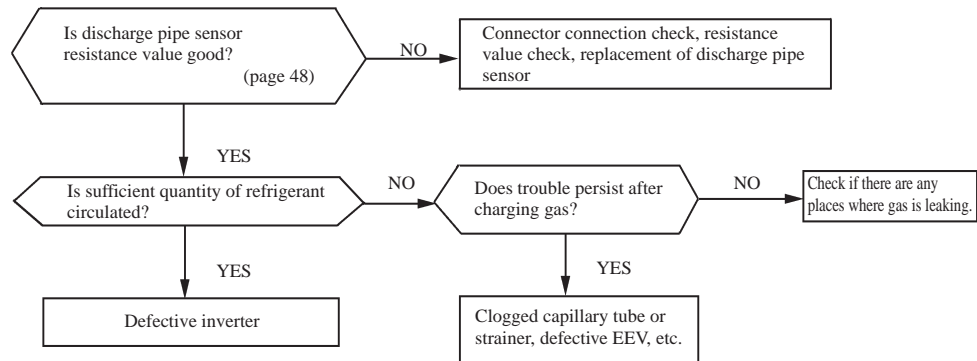 Is discharge pipe sensor
resistance value good?
(page 48)
NO
Connector connection check, resistance
value check, replacement of discharge pipe
sensor
YES
Is sufficient quantity of refrigerant
circulated?
NO
Does trouble persist after
charging gas?
NO
Check if there are any
places where gas is leaking.
YES
YES
Defective inverter
Clogged capillary tube or
strainer, defective EEV, etc.